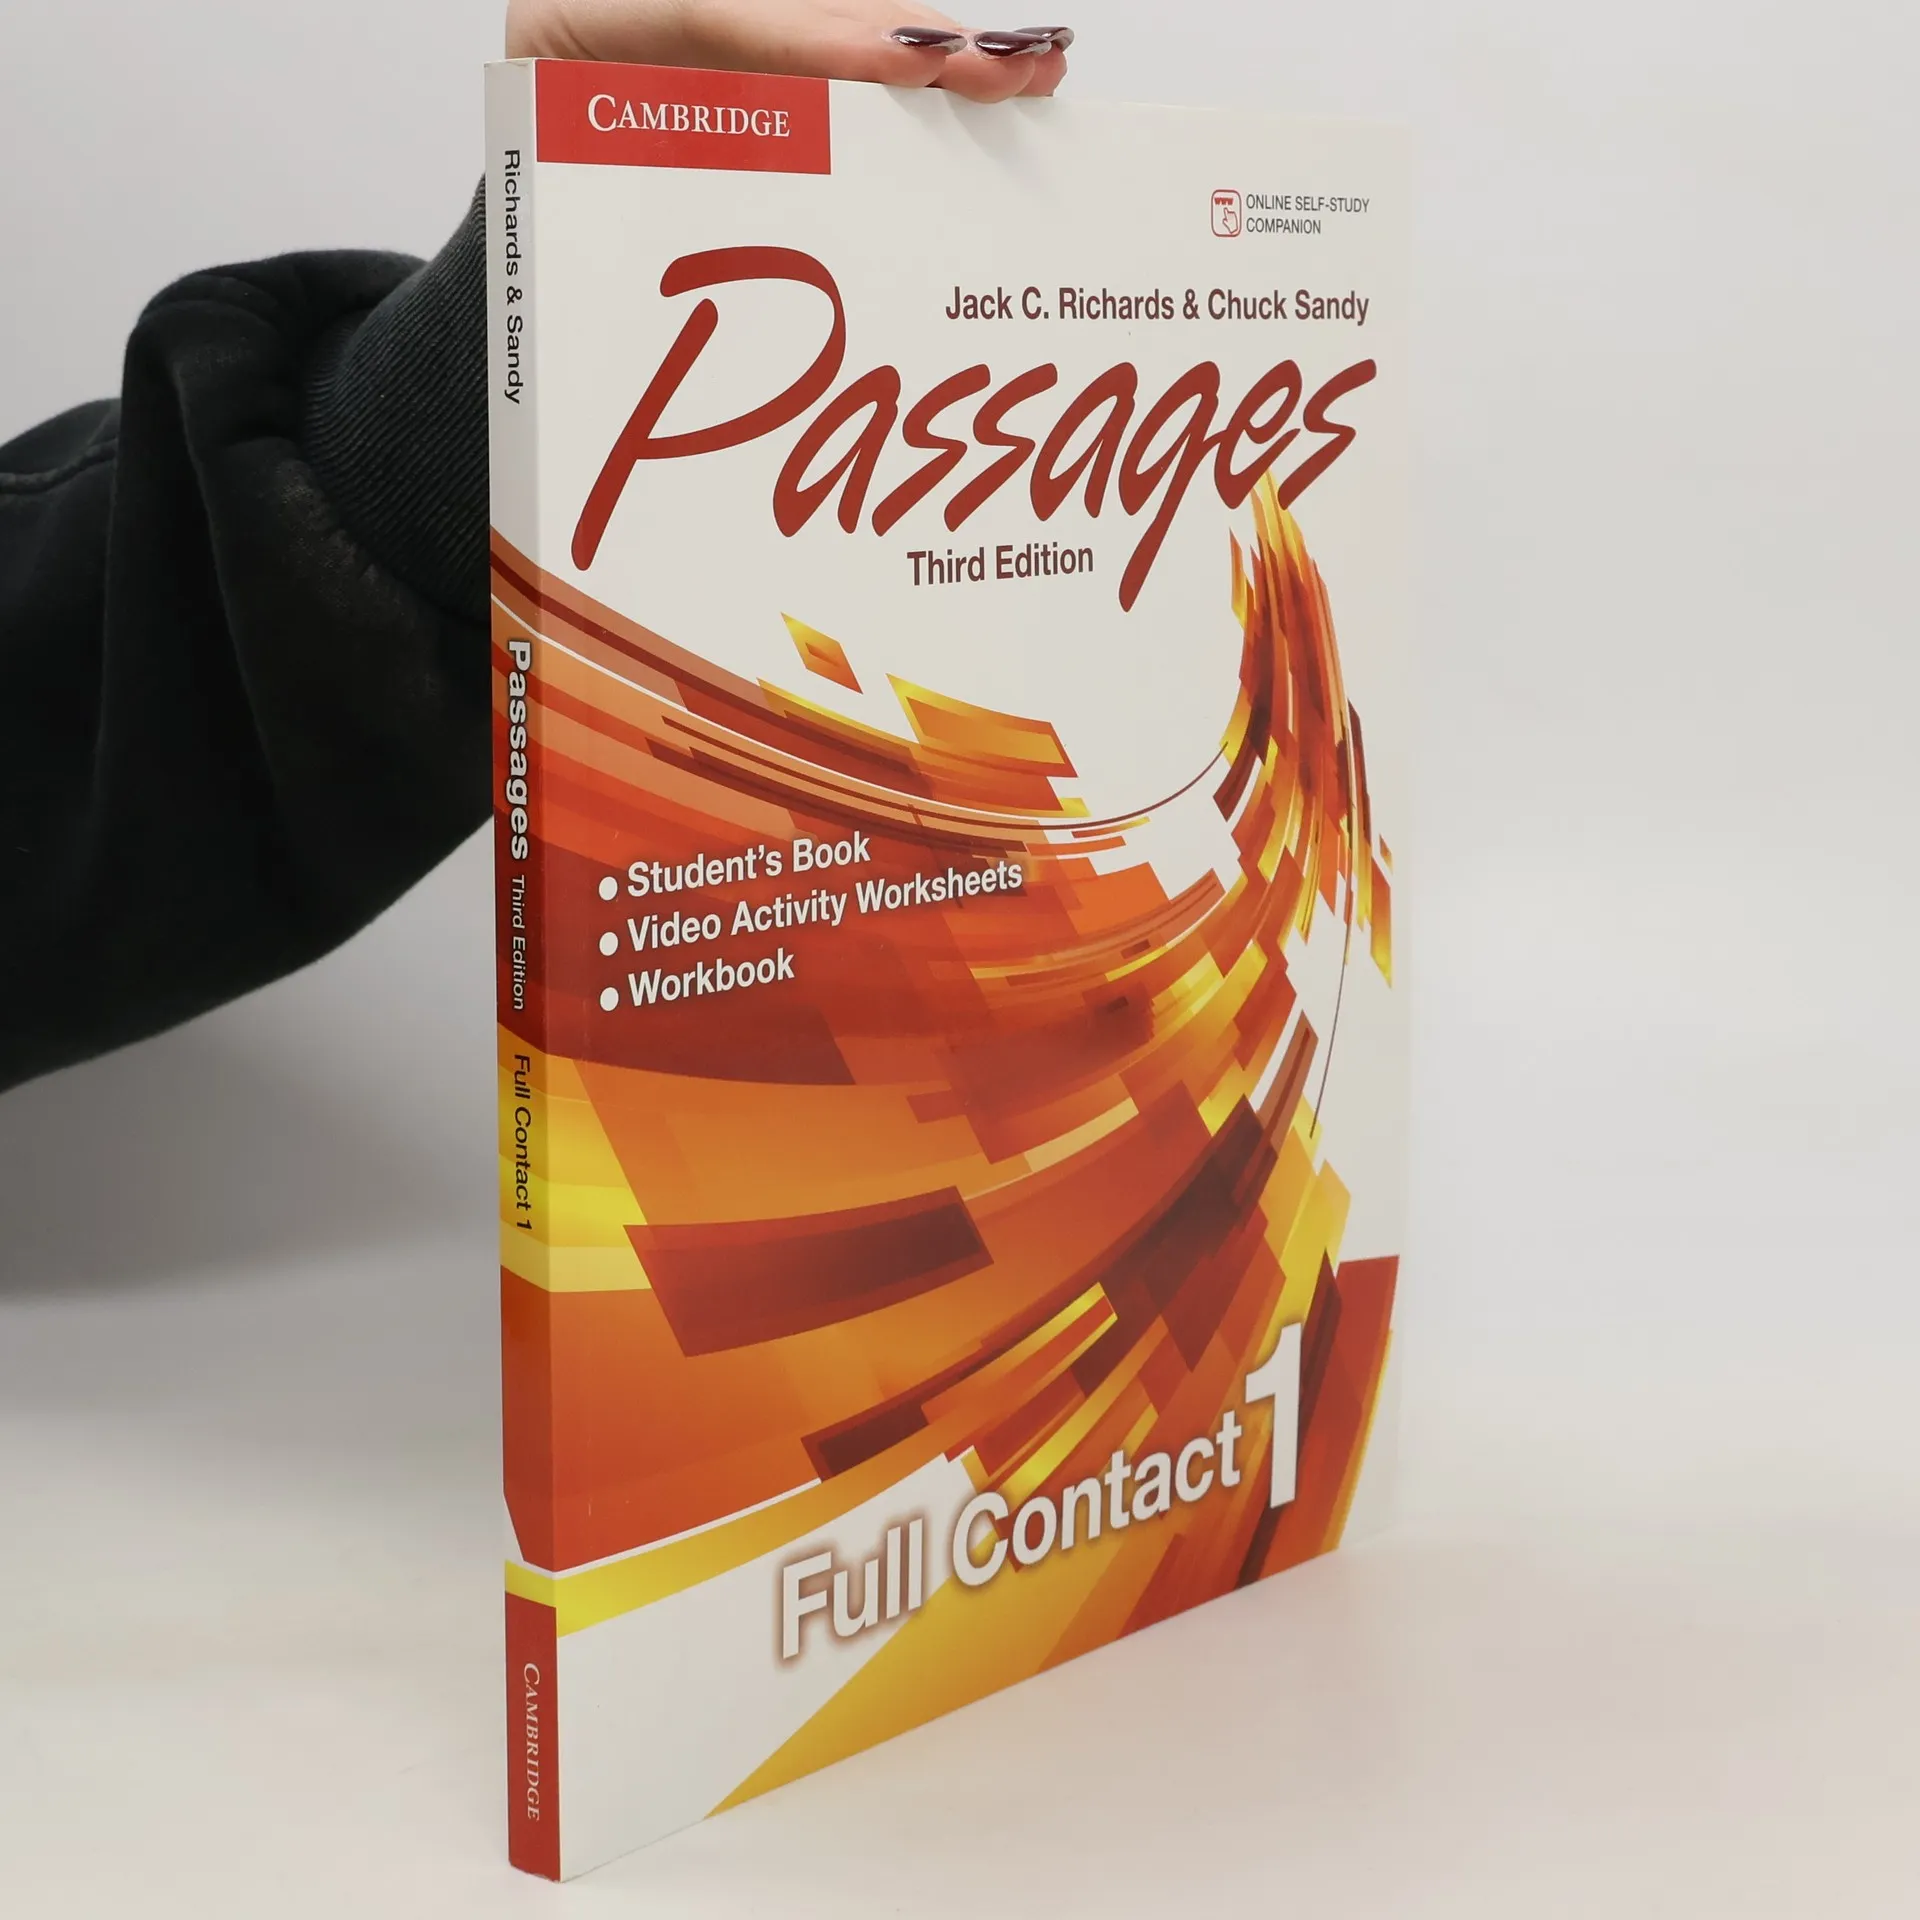 CAMBRIDGE
ONLINE SELF-STUDY
COMPANION
Jack C. Richards & Chuck Sandy
Passages
Third Edition
● Student's Book
● Video Activity Worksheets
● Workbook
Full Contact 1
Richards & Sandy
Passages Third Edition
Full Contact 1
CAMBRIDGE